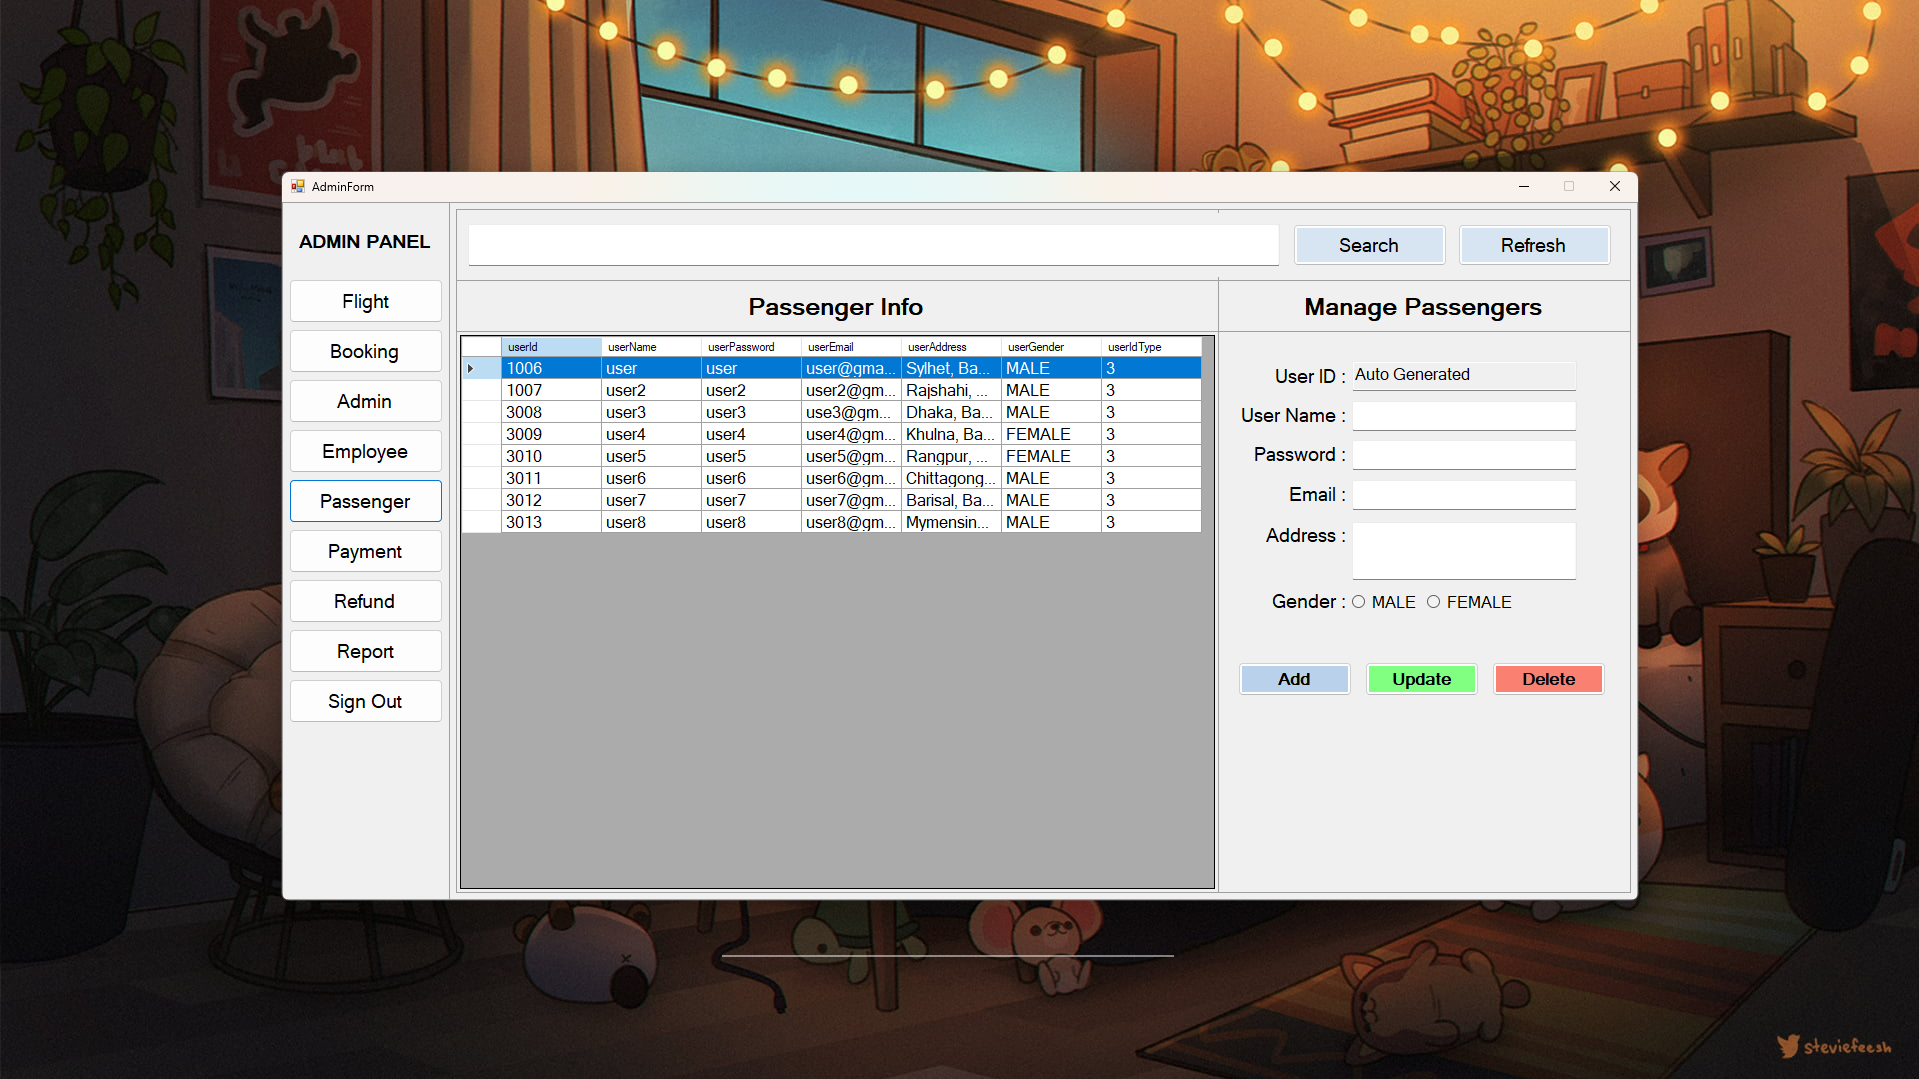 AdminForm
ADMIN PANEL
Flight
Booking
Admin
Employee
Passenger
Payment
Refund
Report
Sign Out
Search
Refresh
Passenger Info
Manage Passengers
userId userName userPassword userEmail userAddress userGender userIdType
1006 user user user@gma... Sylhet, Ba... MALE 3
1007 user2 user2 user2@gm... Rajshahi, ... MALE 3
3008 user3 user3 use3@gm... Dhaka, Ba... MALE 3
3009 user4 user4 user4@gm... Khulna, Ba... FEMALE 3
3010 user5 user5 user5@gm... Rangpur, ... FEMALE 3
3011 user6 user6 user6@gm... Chittagong... MALE 3
3012 user7 user7 user7@gm... Barisal, Ba... MALE 3
3013 user8 user8 user8@gm... Mymensin... MALE 3
User ID : Auto Generated
User Name :
Password :
Email :
Address :
Gender : MALE FEMALE
Add Update Delete
steviefeesh